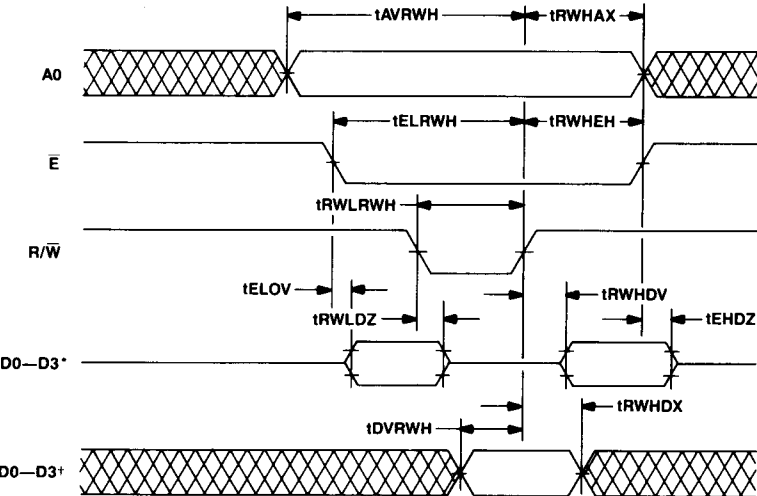 tAVRWH tRWHAX
A0
tELRWH tRWHEH
E̅
tRWLRWH
R/W̅
tELOV tRWHDV
tRWLDZ tEHDZ
D0—D3*
tRWHDX
tDVRWH
D0—D3†